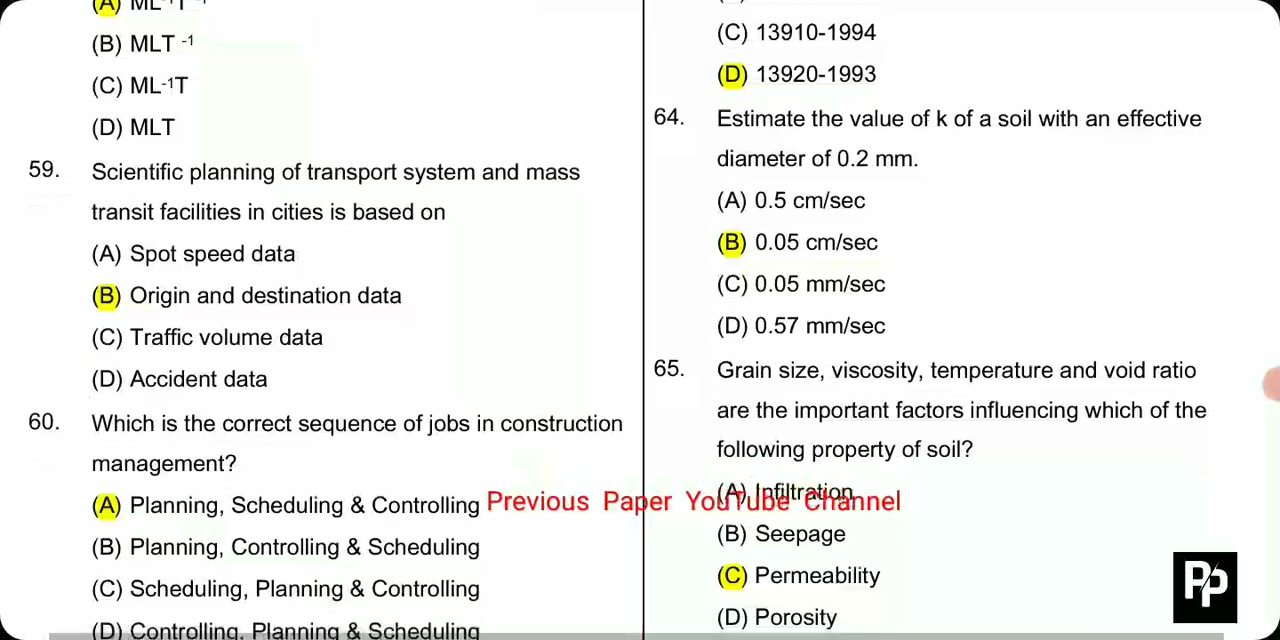 (A) ML⁻¹T⁻¹
(B) MLT ⁻¹
(C) ML⁻¹T
(D) MLT
59. Scientific planning of transport system and mass
transit facilities in cities is based on
(A) Spot speed data
(B) Origin and destination data
(C) Traffic volume data
(D) Accident data
60. Which is the correct sequence of jobs in construction
management?
(A) Planning, Scheduling & Controlling
(B) Planning, Controlling & Scheduling
(C) Scheduling, Planning & Controlling
(D) Controlling, Planning & Scheduling
(C) 13910-1994
(D) 13920-1993
64. Estimate the value of k of a soil with an effective
diameter of 0.2 mm.
(A) 0.5 cm/sec
(B) 0.05 cm/sec
(C) 0.05 mm/sec
(D) 0.57 mm/sec
65. Grain size, viscosity, temperature and void ratio
are the important factors influencing which of the
following property of soil?
(A) Infiltration
(B) Seepage
(C) Permeability
(D) Porosity
Previous Paper YouTube Channel
Pp